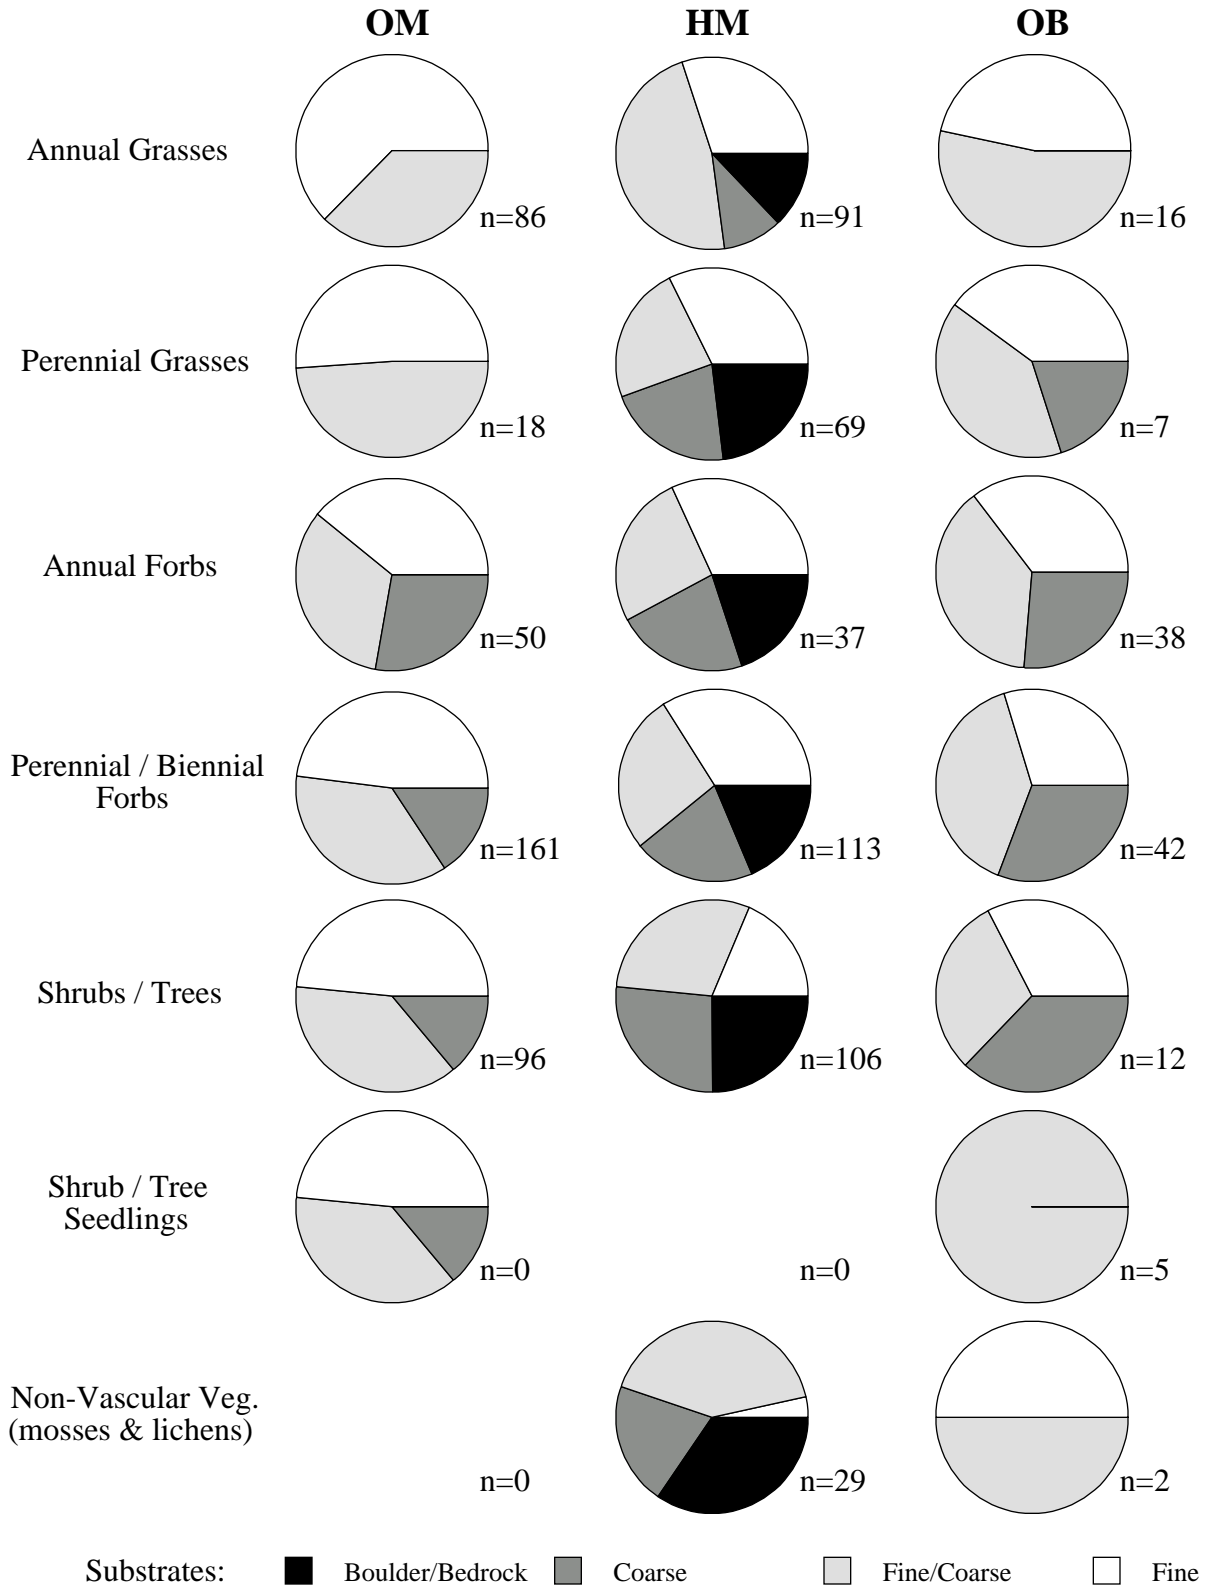 OM HM OB
Annual Grasses
n=86 n=91 n=16
Perennial Grasses
n=18 n=69 n=7
Annual Forbs
n=50 n=37 n=38
Perennial / Biennial
Forbs
n=161 n=113 n=42
Shrubs / Trees
n=96 n=106 n=12
Shrub / Tree
Seedlings
n=0 n=0 n=5
Non-Vascular Veg.
(mosses & lichens)
n=0 n=29 n=2
Substrates: Boulder/Bedrock Coarse Fine/Coarse Fine